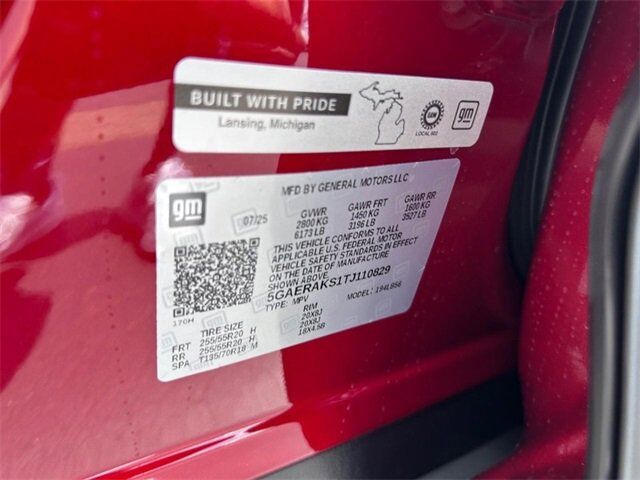 BUILT WITH PRIDE
Lansing, Michigan
LOCAL 602
gm
gm
MFD BY GENERAL MOTORS LLC
07/25
GVWR
2800 KG
6173 LB
GAWR FRT
1450 KG
3196 LB
GAWR RR
1600 KG
3527 LB
THIS VEHICLE CONFORMS TO ALL
APPLICABLE U.S. FEDERAL MOTOR
VEHICLE SAFETY STANDARDS IN EFFECT
ON THE DATE OF MANUFACTURE
SHOWN ABOVE
5GAERAKS1TJ110829
TYPE: MPV
194LB56
170H
TIRE SIZE RIM
FRT 255/55R20 H 20X8J
RR 255/55R20 H 20X8J
SPA T135/70R18 M 18X4.5B